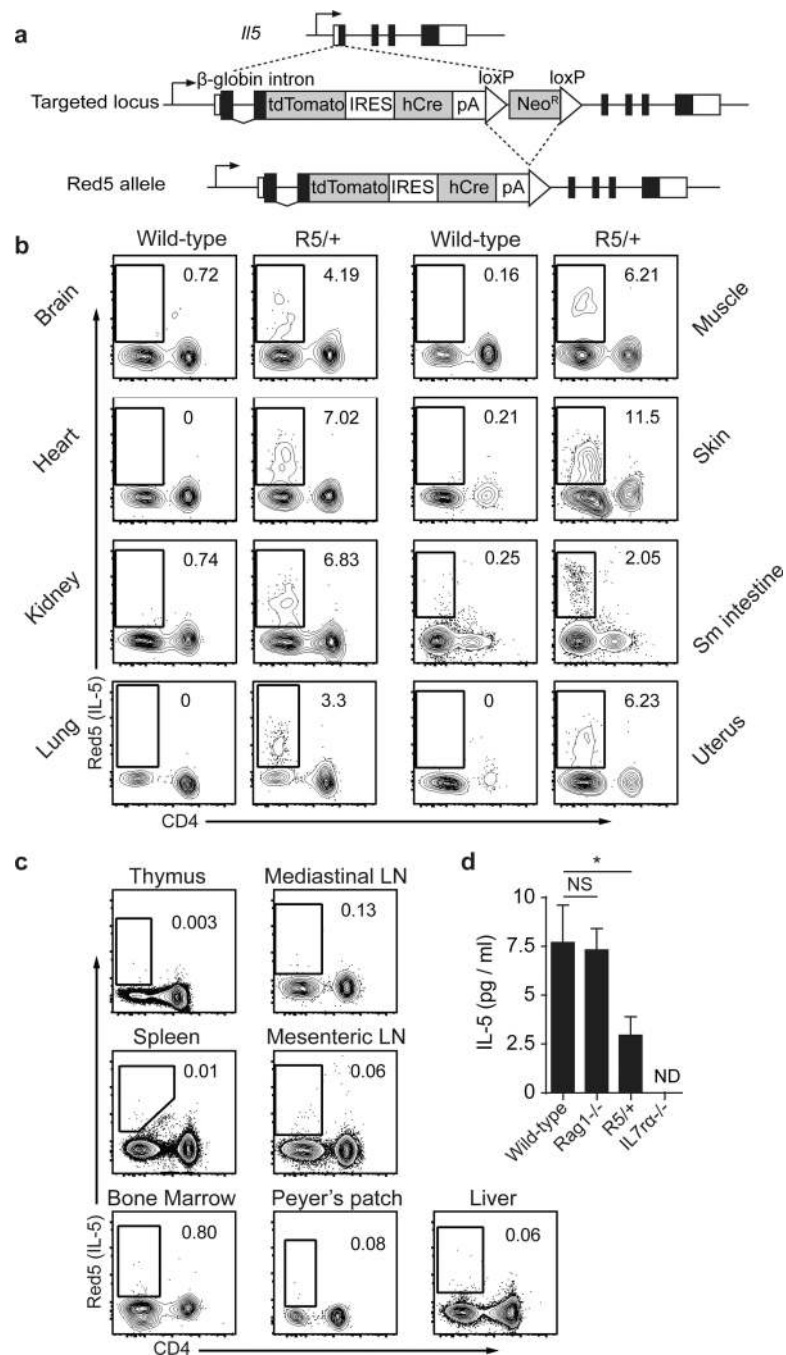 a
Il5
β-globin intron
loxP
loxP
Targeted locus
tdTomato
IRES
hCre
pA
Neo^R
Red5 allele
tdTomato
IRES
hCre
pA
b
Wild-type
R5/+
Wild-type
R5/+
Brain
0.72
4.19
0.16
6.21
Muscle
Heart
0
7.02
0.21
11.5
Skin
Kidney
0.74
6.83
0.25
2.05
Sm intestine
Lung
Red5 (IL-5)
0
3.3
0
6.23
Uterus
CD4
c
Thymus
Mediastinal LN
0.003
0.13
Spleen
Mesenteric LN
0.01
0.06
Bone Marrow
Peyer's patch
Liver
Red5 (IL-5)
0.80
0.08
0.06
CD4
d
*
NS
10
7.5
5
2.5
0
IL-5 (pg / ml)
ND
Wild-type
Rag1-/-
R5/+
IL7rα-/-